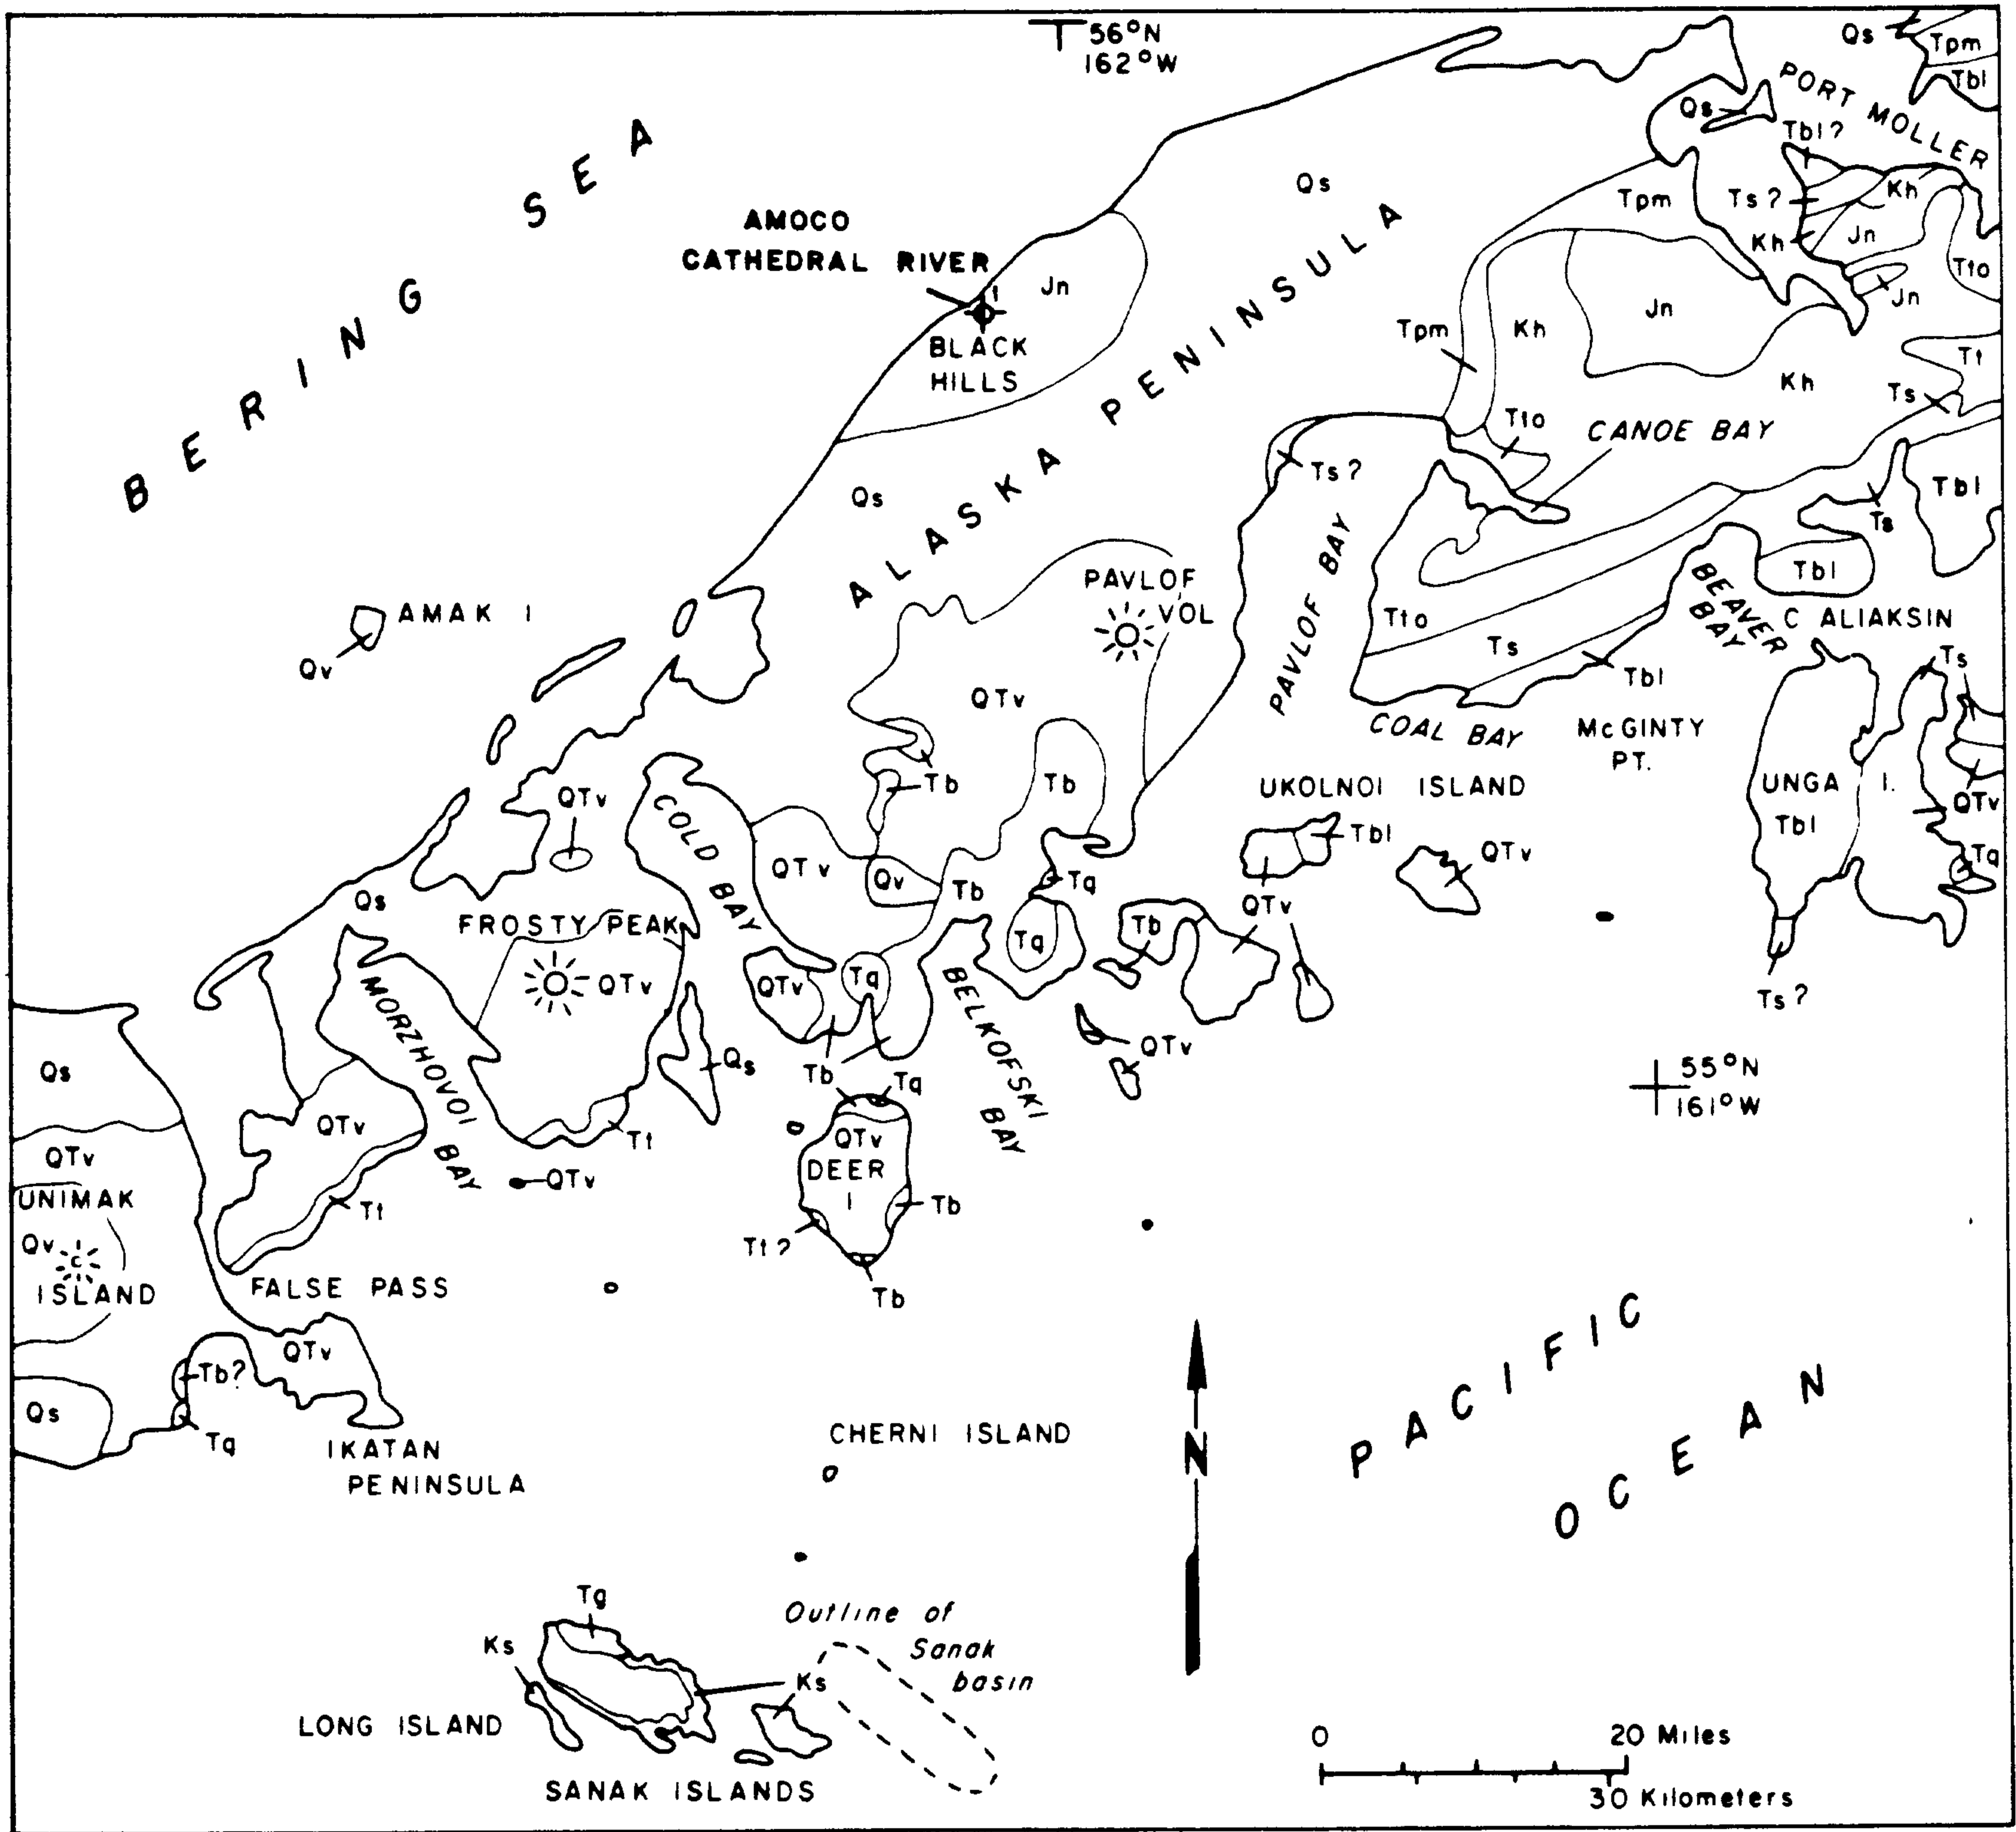 56°N
162°W
Qs
Tpm
Tbl
PORT MOLLER
Qs
Tbl?
Qs
Tpm
Ts?
Kh
Kh
Jn
Tto
Jn
BERING SEA
AMOCO
CATHEDRAL RIVER
1
Jn
BLACK
HILLS
ALASKA PENINSULA
Tpm
Kh
Jn
Kh
Tt
Ts
Tto
CANOE BAY
Ts?
Qs
Tbl
Ts
PAVLOF
VOL
PAVLOF BAY
Tbl
BEAVER
BAY
C ALIAKSIN
AMAK I
Qv
Tto
Ts
Tbl
Ts
QTv
COAL BAY
McGINTY
PT.
Tb
Tb
QTv
COLD BAY
UKOLNOI ISLAND
UNGA
I.
Tbl
QTv
Tbl
QTv
QTv
Qv
Tb
Tq
Tq
Qs
FROSTY PEAK
QTv
Tb
QTv
Tq
Tq
QTv
MORZHOVOI
BAY
BELKOFSKI
BAY
Ts?
Qs
Qs
Tb
Tq
QTv
55°N
161°W
QTv
QTv
Tt
QTv
DEER
I
QTv
UNIMAK
Tt
Tb
Tt?
Qv
C
ISLAND
FALSE PASS
Tb
QTv
Tb?
Qs
Tq
IKATAN
PENINSULA
CHERNI ISLAND
N
PACIFIC
OCEAN
Tg
Outline of
Sanak
basin
Ks
Ks
LONG ISLAND
SANAK ISLANDS
0 20 Miles
30 Kilometers